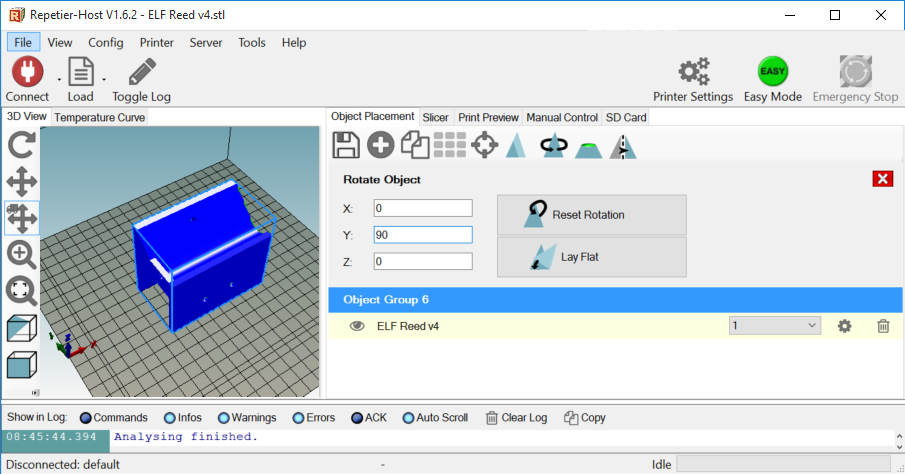 Repetier-Host V1.6.2 - ELF Reed v4.stl
File View Config Printer Server Tools Help
Connect Load Toggle Log Printer Settings EASY Easy Mode Emergency Stop
3D View Temperature Curve
Object Placement Slicer Print Preview Manual Control SD Card
Rotate Object
X: 0
Reset Rotation
Y: 90
Lay Flat
Z: 0
Object Group 6
ELF Reed v4 1
Show in Log: Commands Infos Warnings Errors ACK Auto Scroll Clear Log Copy
08:45:44.394 Analysing finished.
Disconnected: default - Idle